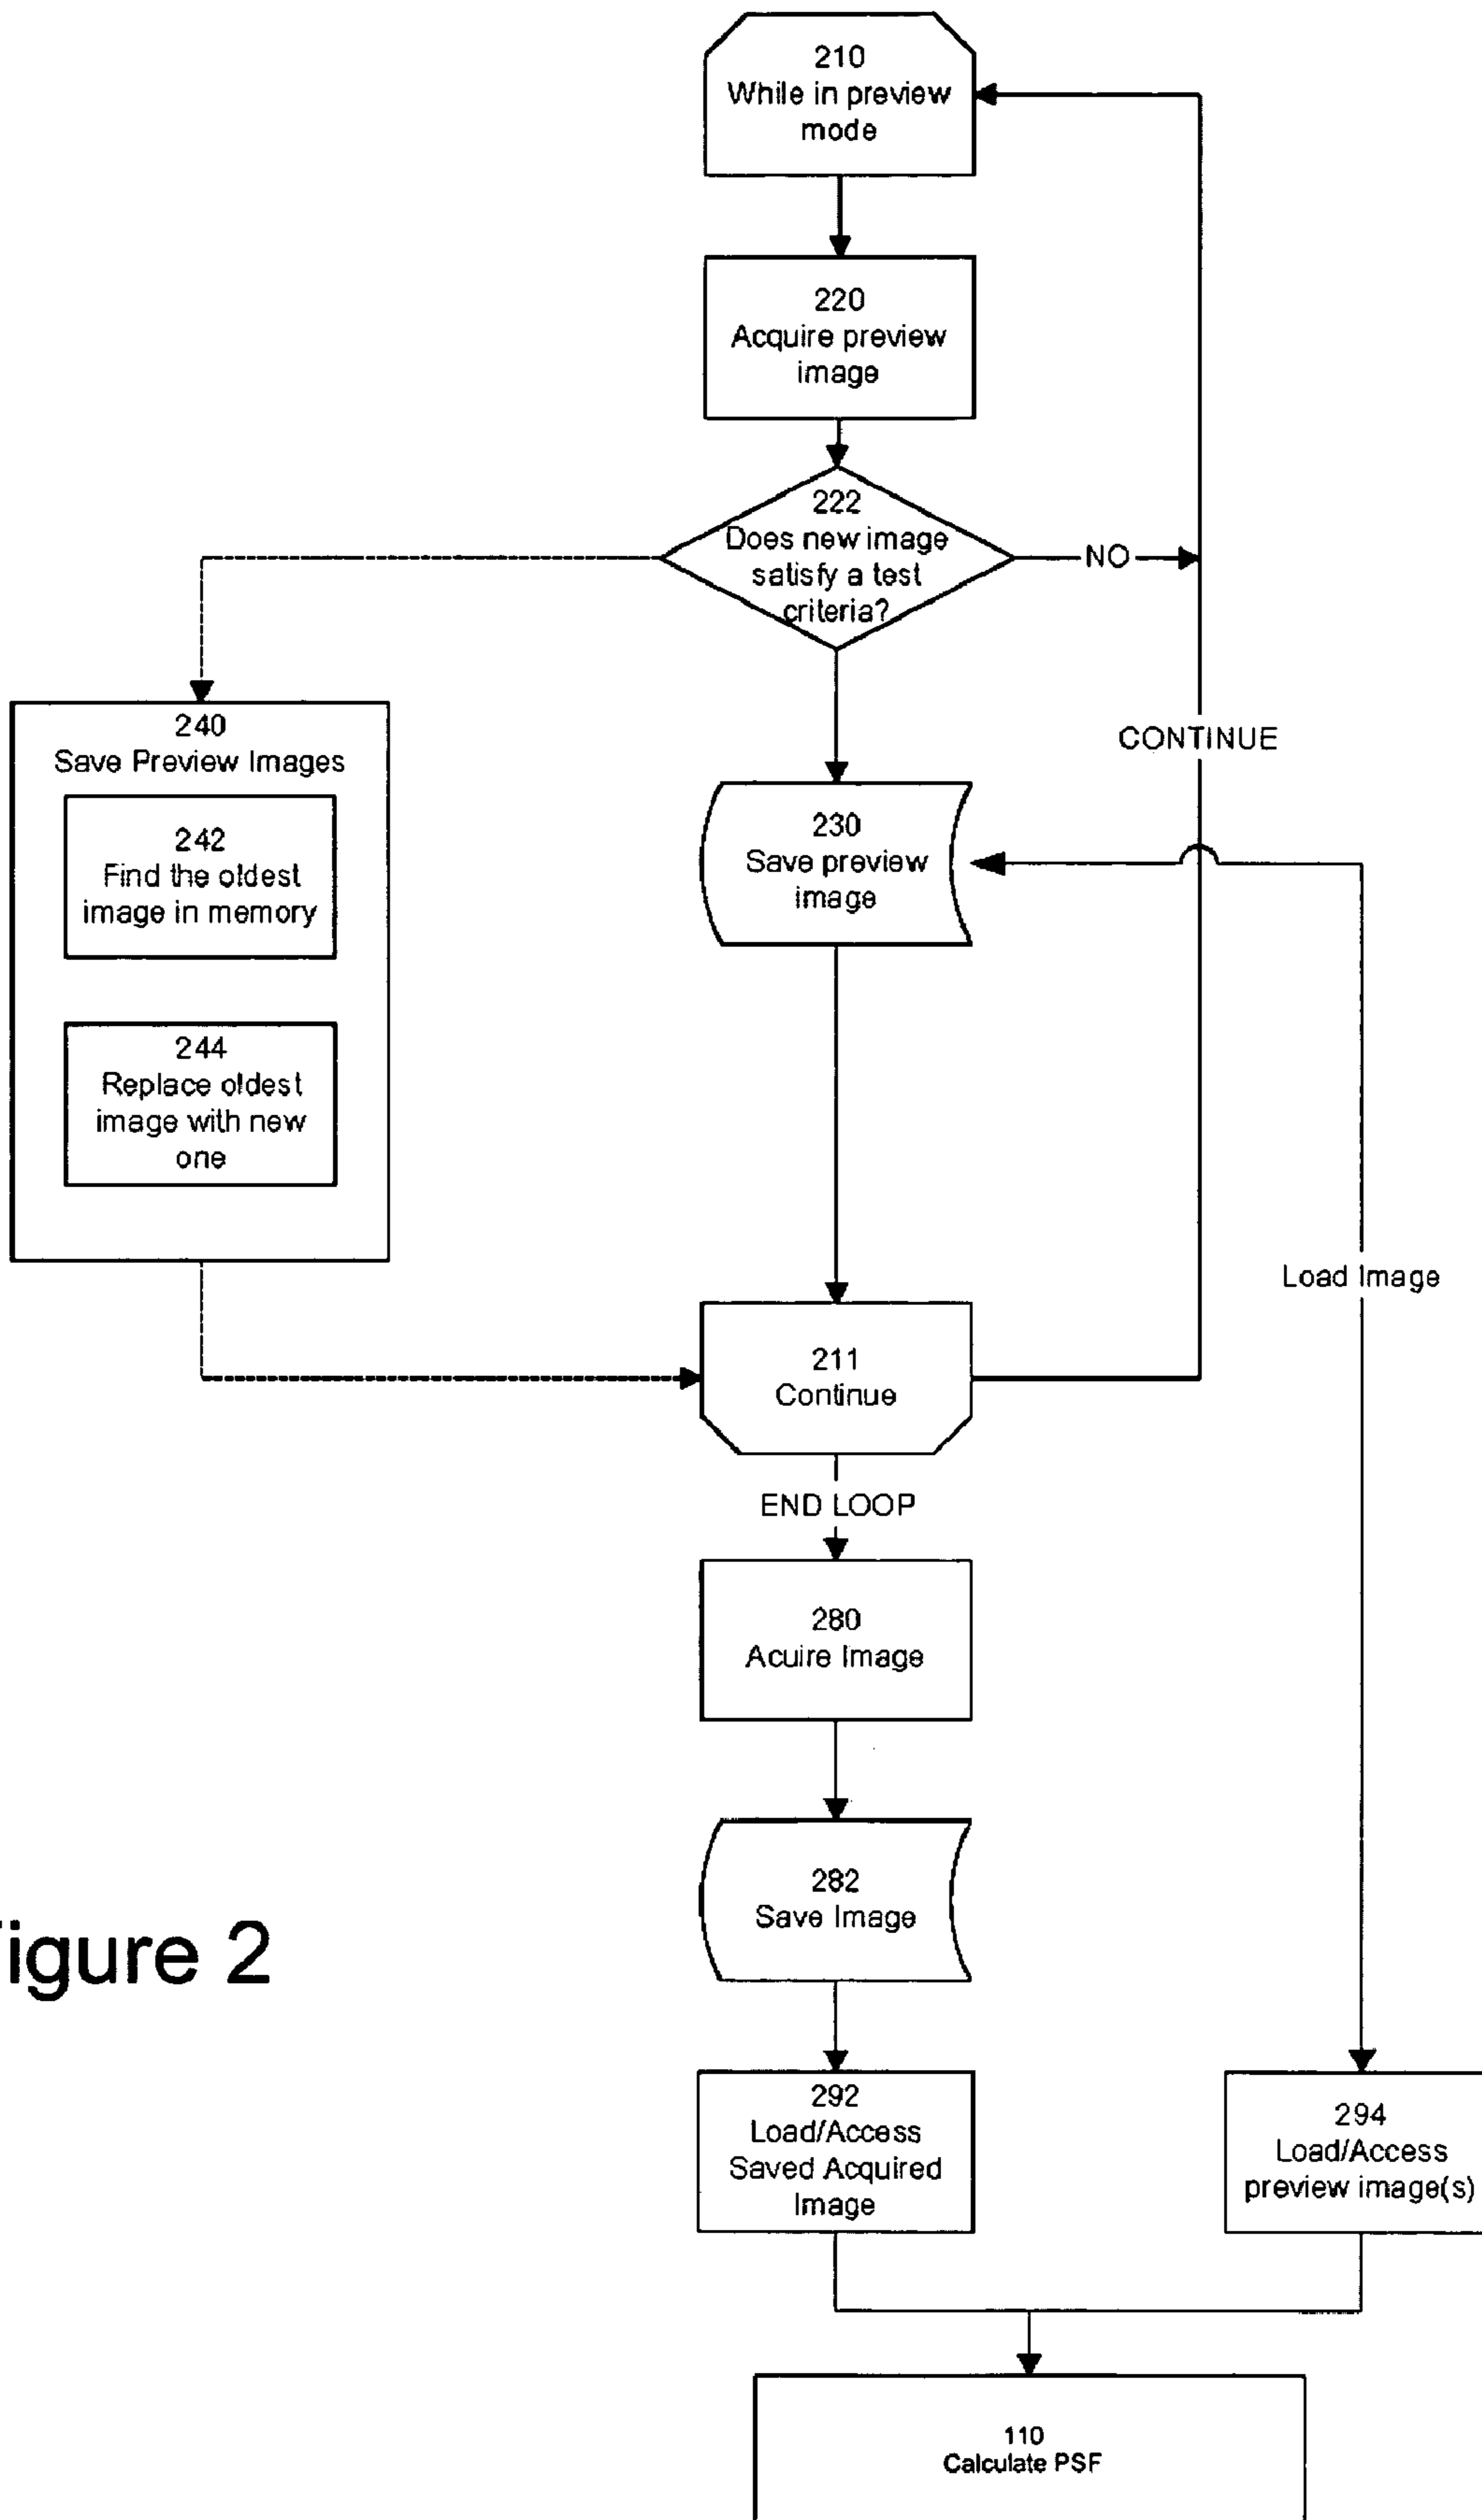 210
While in preview
mode
220
Acquire preview
image
222
Does new image
satisfy a test
criteria?
NO
CONTINUE
240
Save Preview Images
242
Find the oldest
image in memory
244
Replace oldest
image with new
one
230
Save preview
image
Load Image
211
Continue
END LOOP
280
Acuire Image
282
Save Image
igure 2
292
Load/Access
Saved Acquired
Image
294
Load/Access
preview image(s)
110
Calculate PSF